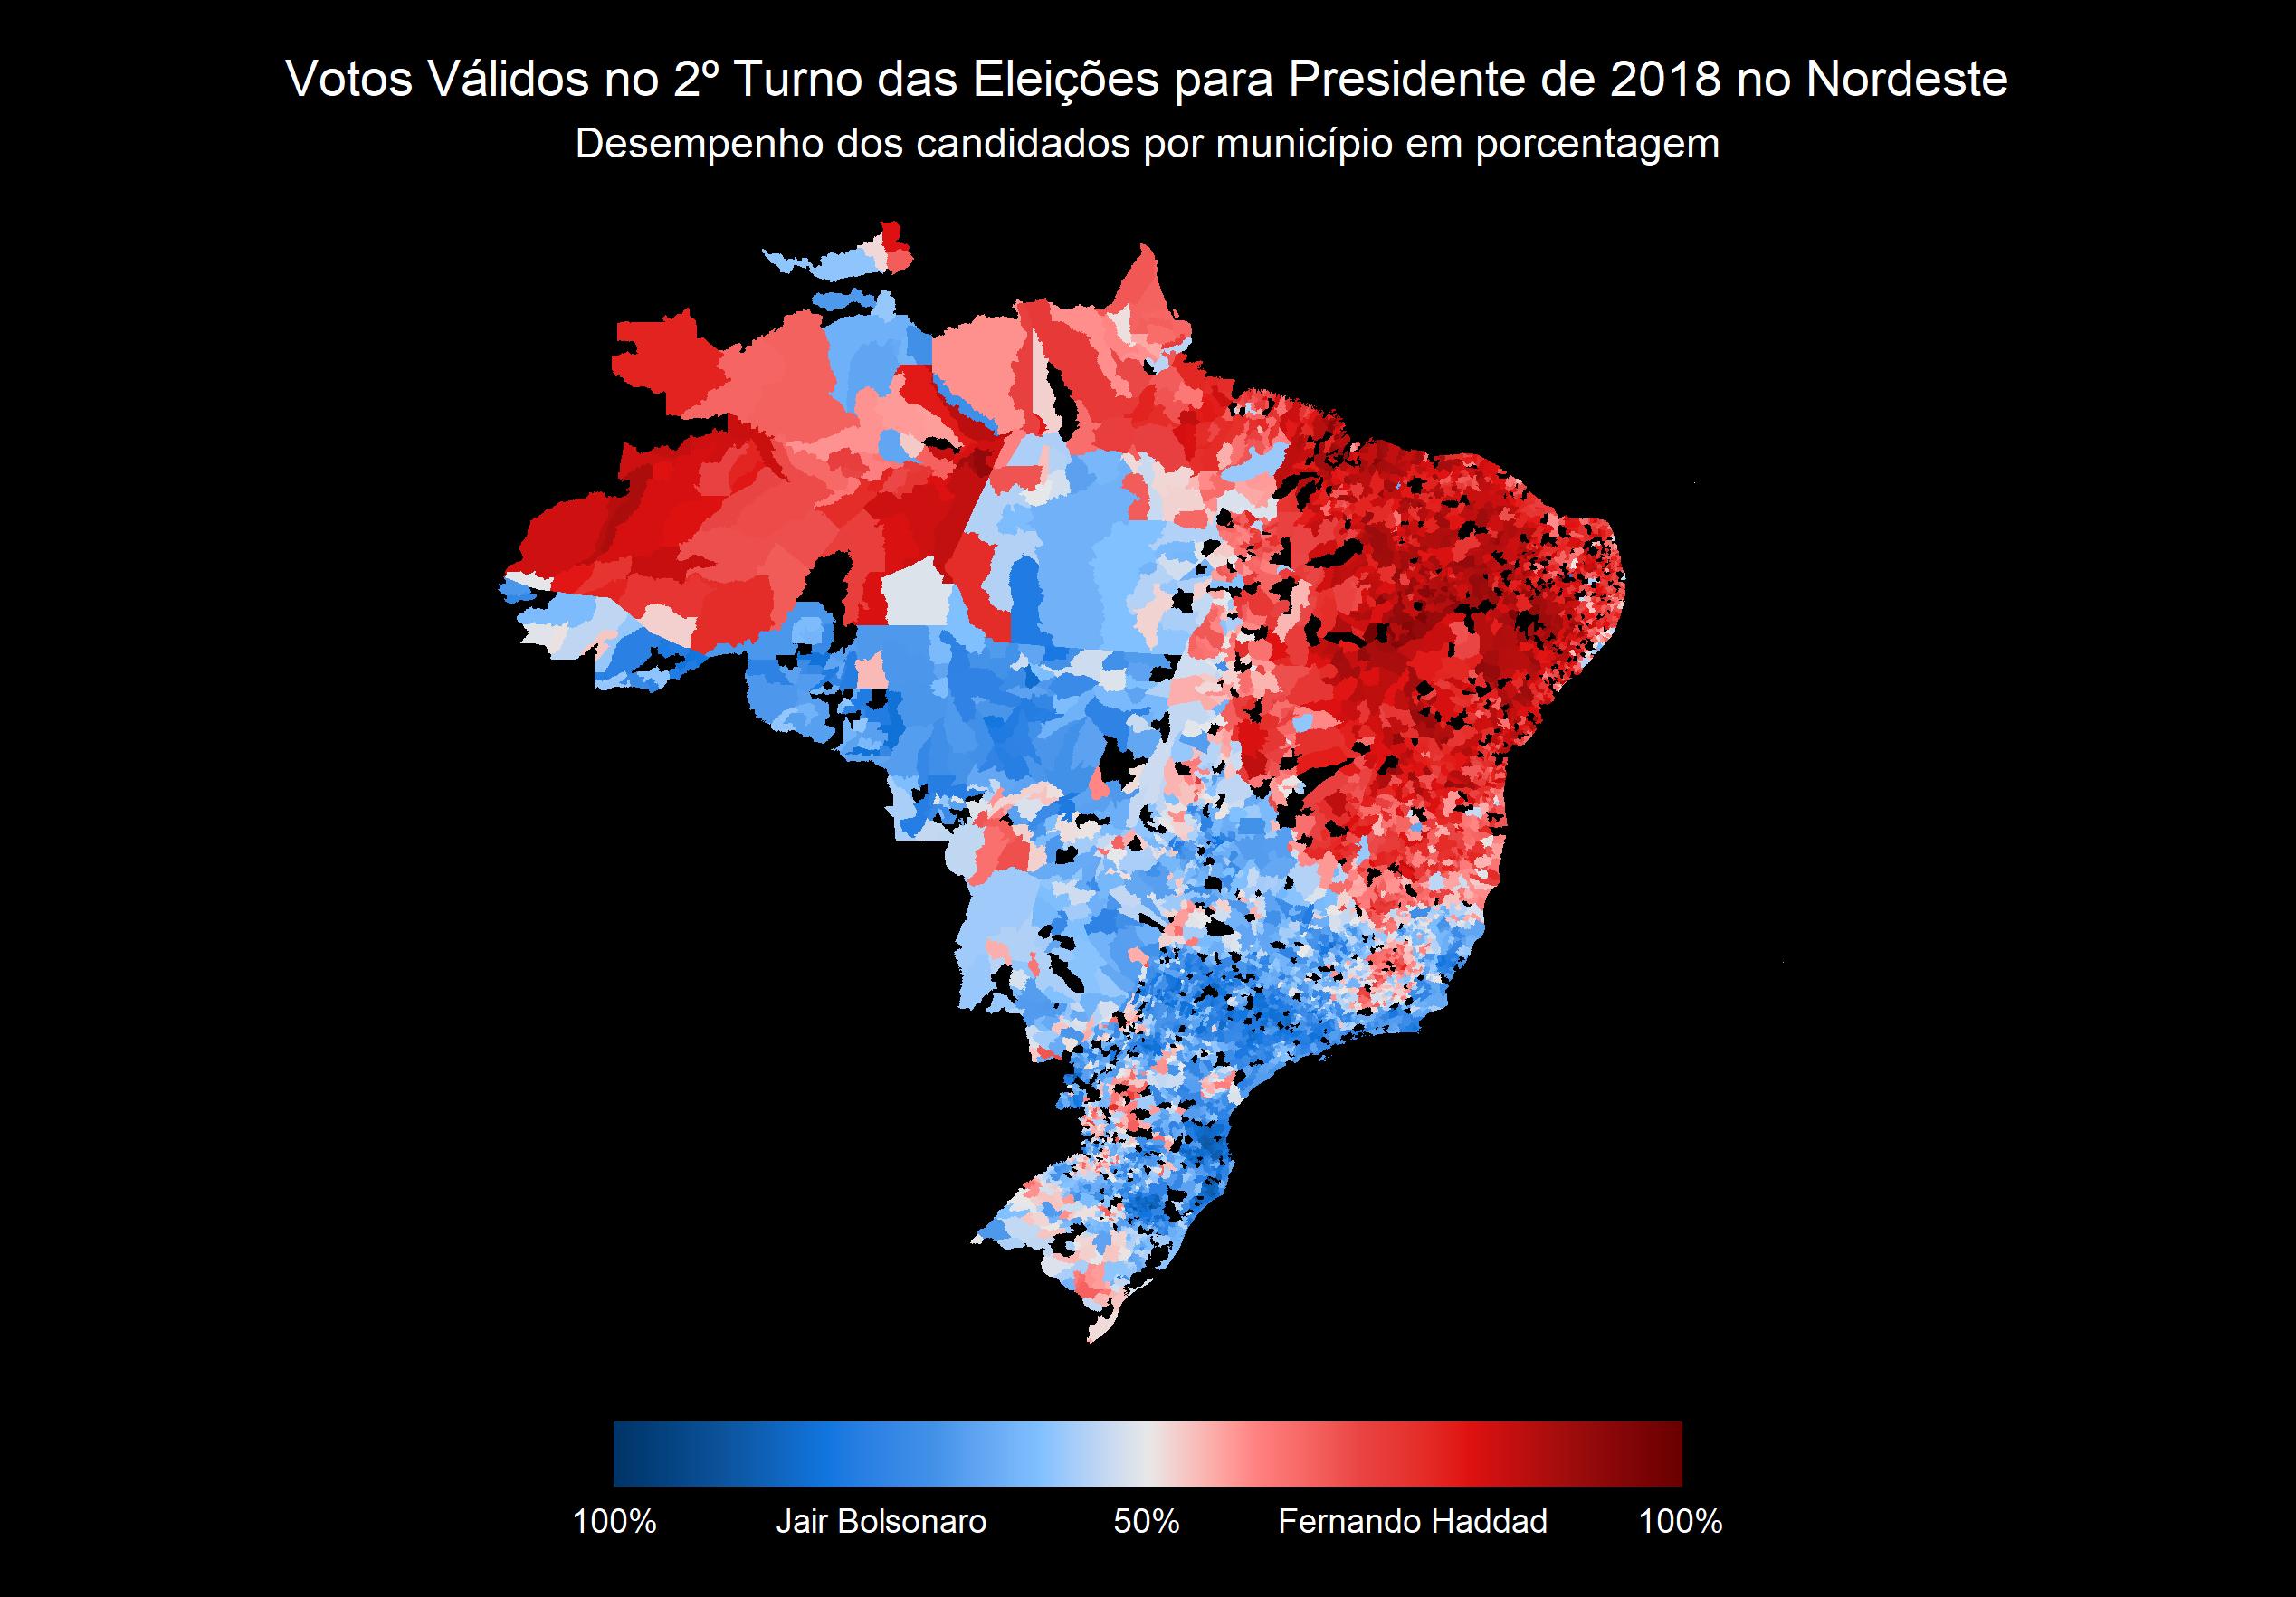 Votos Válidos no 2º Turno das Eleições para Presidente de 2018 no Nordeste
Desempenho dos candidados por município em porcentagem
100% Jair Bolsonaro 50% Fernando Haddad 100%